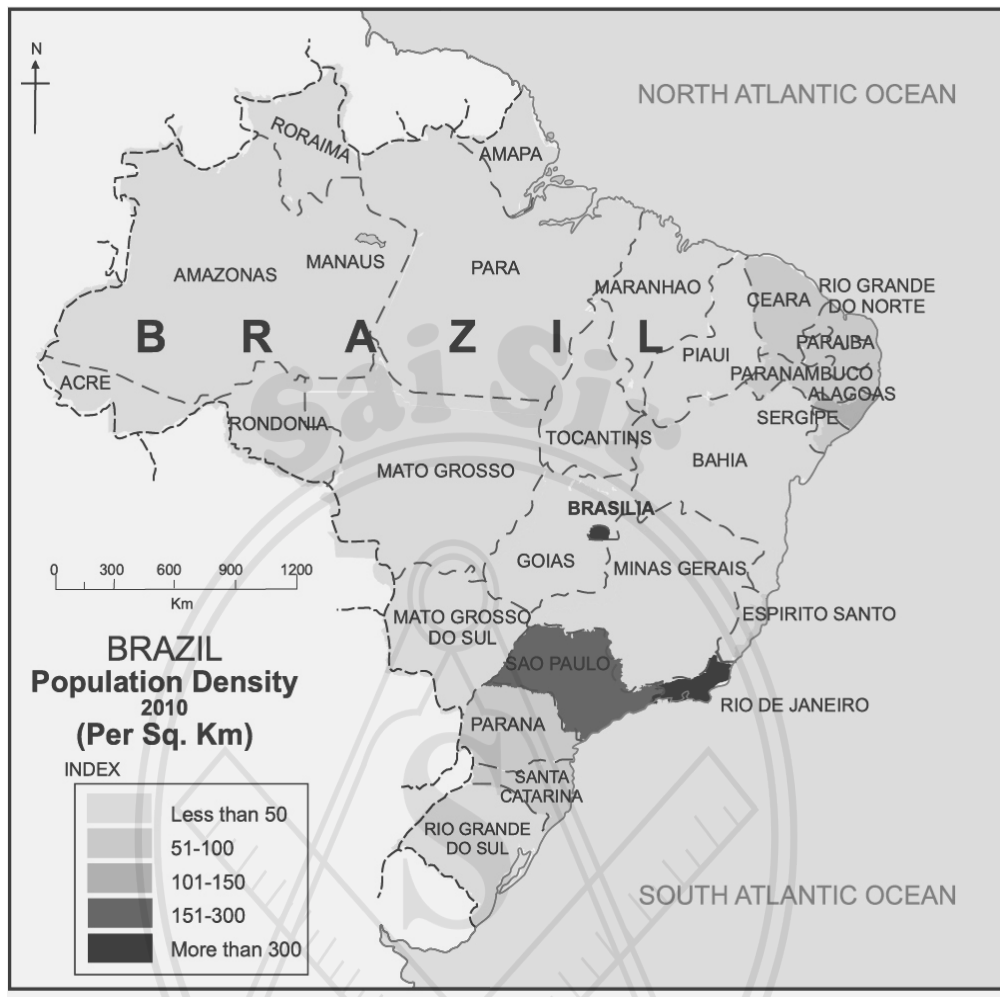 N
NORTH ATLANTIC OCEAN
RORAIMA
AMAPA
AMAZONAS
MANAUS
PARA
MARANHAO
CEARA
RIO GRANDE
DO NORTE
BRAZIL
PIAUI
PARAIBA
PARANAMBUCO
ALAGOAS
SERGIPE
ACRE
RONDONIA
Sai Sir.
TOCANTINS
MATO GROSSO
BAHIA
BRASILIA
GOIAS
MINAS GERAIS
0 300 600 900 1200
Km
MATO GROSSO
DO SUL
ESPIRITO SANTO
SAO PAULO
RIO DE JANEIRO
BRAZIL
Population Density
2010
(Per Sq. Km)
PARANA
SANTA
CATARINA
RIO GRANDE
DO SUL
INDEX
Less than 50
51-100
101-150
151-300
More than 300
S
SOUTH ATLANTIC OCEAN